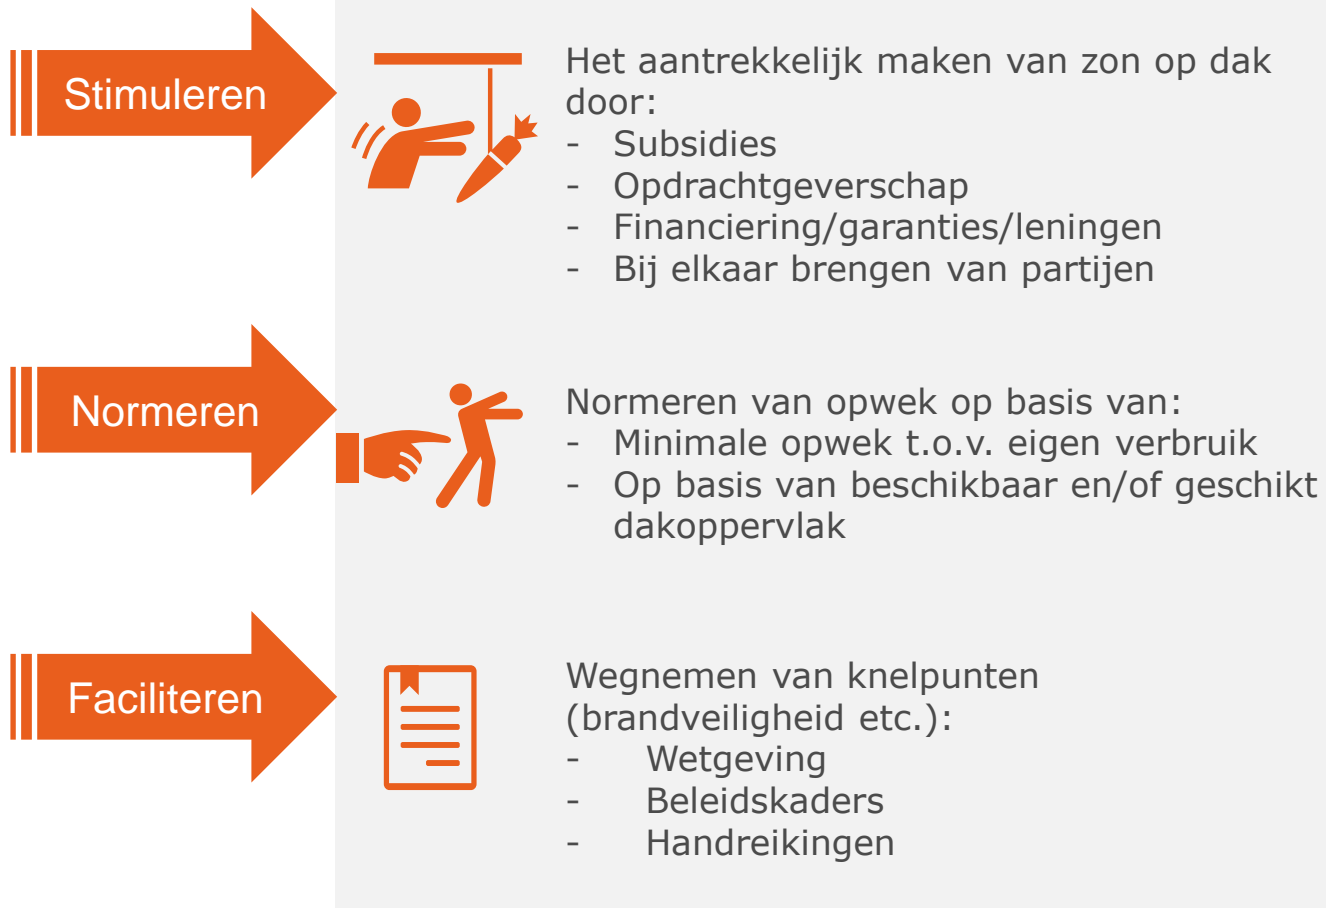 Stimuleren
Het aantrekkelijk maken van zon op dak
door:
- Subsidies
- Opdrachtgeverschap
- Financiering/garanties/leningen
- Bij elkaar brengen van partijen
Normeren
Normeren van opwek op basis van:
- Minimale opwek t.o.v. eigen verbruik
- Op basis van beschikbaar en/of geschikt
dakoppervlak
Faciliteren
Wegnemen van knelpunten
(brandveiligheid etc.):
- Wetgeving
- Beleidskaders
- Handreikingen